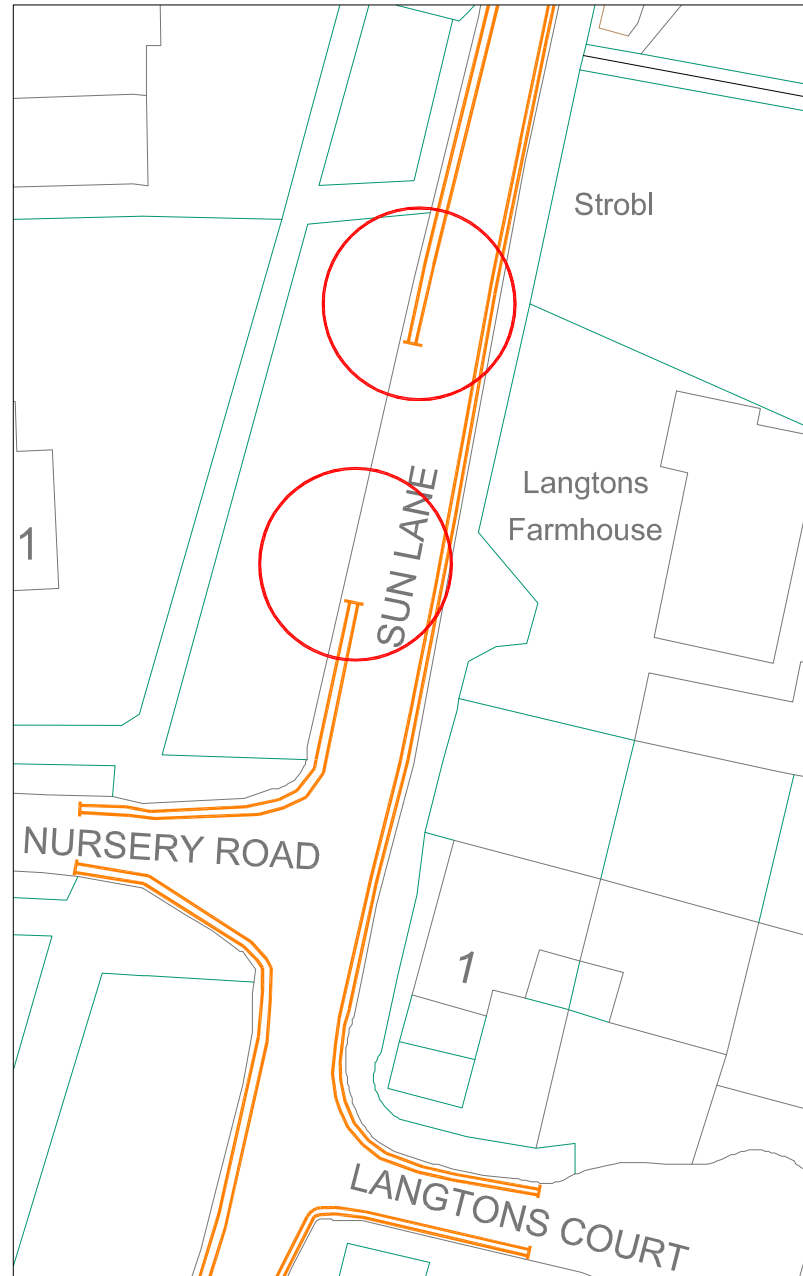 Strobl
Langtons
Farmhouse
SUN LANE
1
NURSERY ROAD
1
LANGTONS COURT